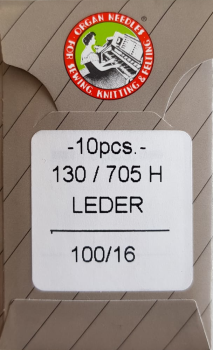 ORGAN NEEDLES
FOR SEWING, KNITTING & FELTING
-10pcs.-
130 / 705 H
LEDER
100/16